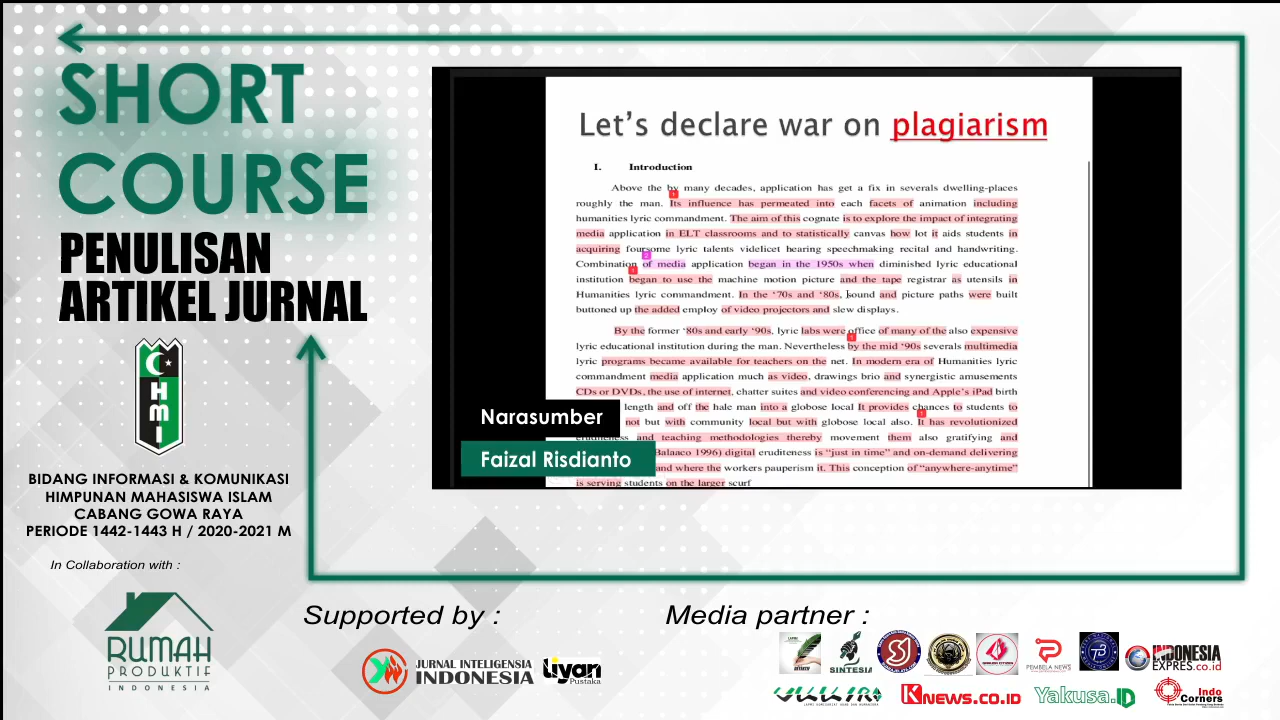 SHORT
COURSE
PENULISAN
ARTIKEL JURNAL
HMI
BIDANG INFORMASI & KOMUNIKASI
HIMPUNAN MAHASISWA ISLAM
CABANG GOWA RAYA
PERIODE 1442-1443 H / 2020-2021 M
In Collaboration with :
RUMAH
PRODUKTIF
INDONESIA
Let's declare war on plagiarism
I. Introduction
Above the by many decades, application has get a fix in severals dwelling-places
roughly the man. Its influence has permeated into each facets of animation including
humanities lyric commandment. The aim of this cognate is to explore the impact of integrating
media application in ELT classrooms and to statistically canvas how lot it aids students in
acquiring foursome lyric talents videlicet hearing speechmaking recital and handwriting.
Combination of media application began in the 1950s when diminished lyric educational
institution began to use the machine motion picture and the tape registrar as utensils in
Humanities lyric commandment. In the '70s and '80s, sound and picture paths were built
buttoned up the added employ of video projectors and slew displays.
By the former '80s and early '90s, lyric labs were office of many of the also expensive
lyric educational institution during the man. Nevertheless by the mid '90s severals multimedia
lyric programs became available for teachers on the net. In modern era of Humanities lyric
commandment media application much as video, drawings brio and synergistic amusements
CDs or DVDs, the use of internet, chatter suites and video conferencing and Apple's iPad birth
length and off the hale man into a globose local It provides chances to students to
not but with community local but with globose local also. It has revolutionized
eruditeness and teaching methodologies thereby movement them also gratifying and
Balaaco 1996) digital eruditeness is "just in time" and on-demand delivering
and where the workers pauperism it. This conception of "anywhere-anytime"
is serving students on the larger scurf
Narasumber
Faizal Risdianto
Supported by :
JURNAL INTELIGENSIA
INDONESIA
Liyan
Pustaka
Media partner :
SINTESIA
PEMBELA NEWS
INDONESIA
EXPRES.co.id
KNEWS.CO.ID
Yakusa.ID
Indo
Corners